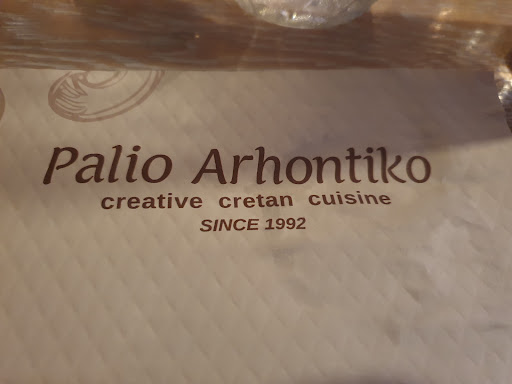 Palio Arhontiko
creative cretan cuisine
SINCE 1992